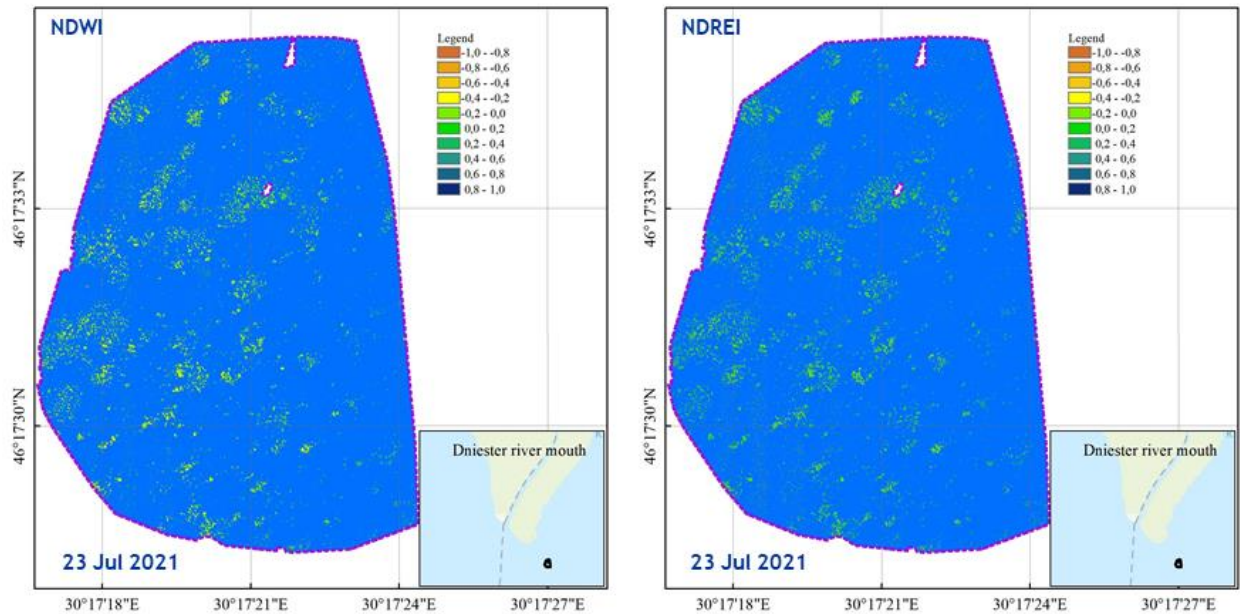 NDWI
Legend
-1,0 - -0,8
-0,8 - -0,6
-0,6 - -0,4
-0,4 - -0,2
-0,2 - 0,0
0,0 - 0,2
0,2 - 0,4
0,4 - 0,6
0,6 - 0,8
0,8 - 1,0
46°17'33"N
46°17'30"N
Dniester river mouth
23 Jul 2021
30°17'18"E
30°17'21"E
30°17'24"E
30°17'27"E
NDREI
Legend
-1,0 - -0,8
-0,8 - -0,6
-0,6 - -0,4
-0,4 - -0,2
-0,2 - 0,0
0,0 - 0,2
0,2 - 0,4
0,4 - 0,6
0,6 - 0,8
0,8 - 1,0
46°17'33"N
46°17'30"N
Dniester river mouth
23 Jul 2021
30°17'18"E
30°17'21"E
30°17'24"E
30°17'27"E